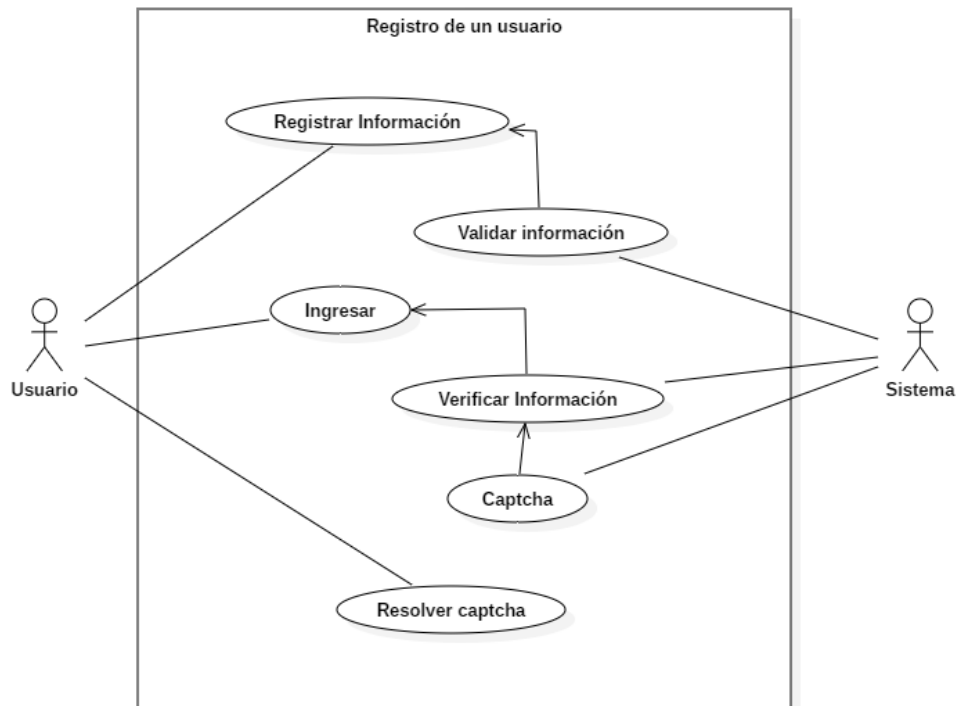 Registro de un usuario
Registrar Información
Validar información
Ingresar
Usuario
Sistema
Verificar Información
Captcha
Resolver captcha